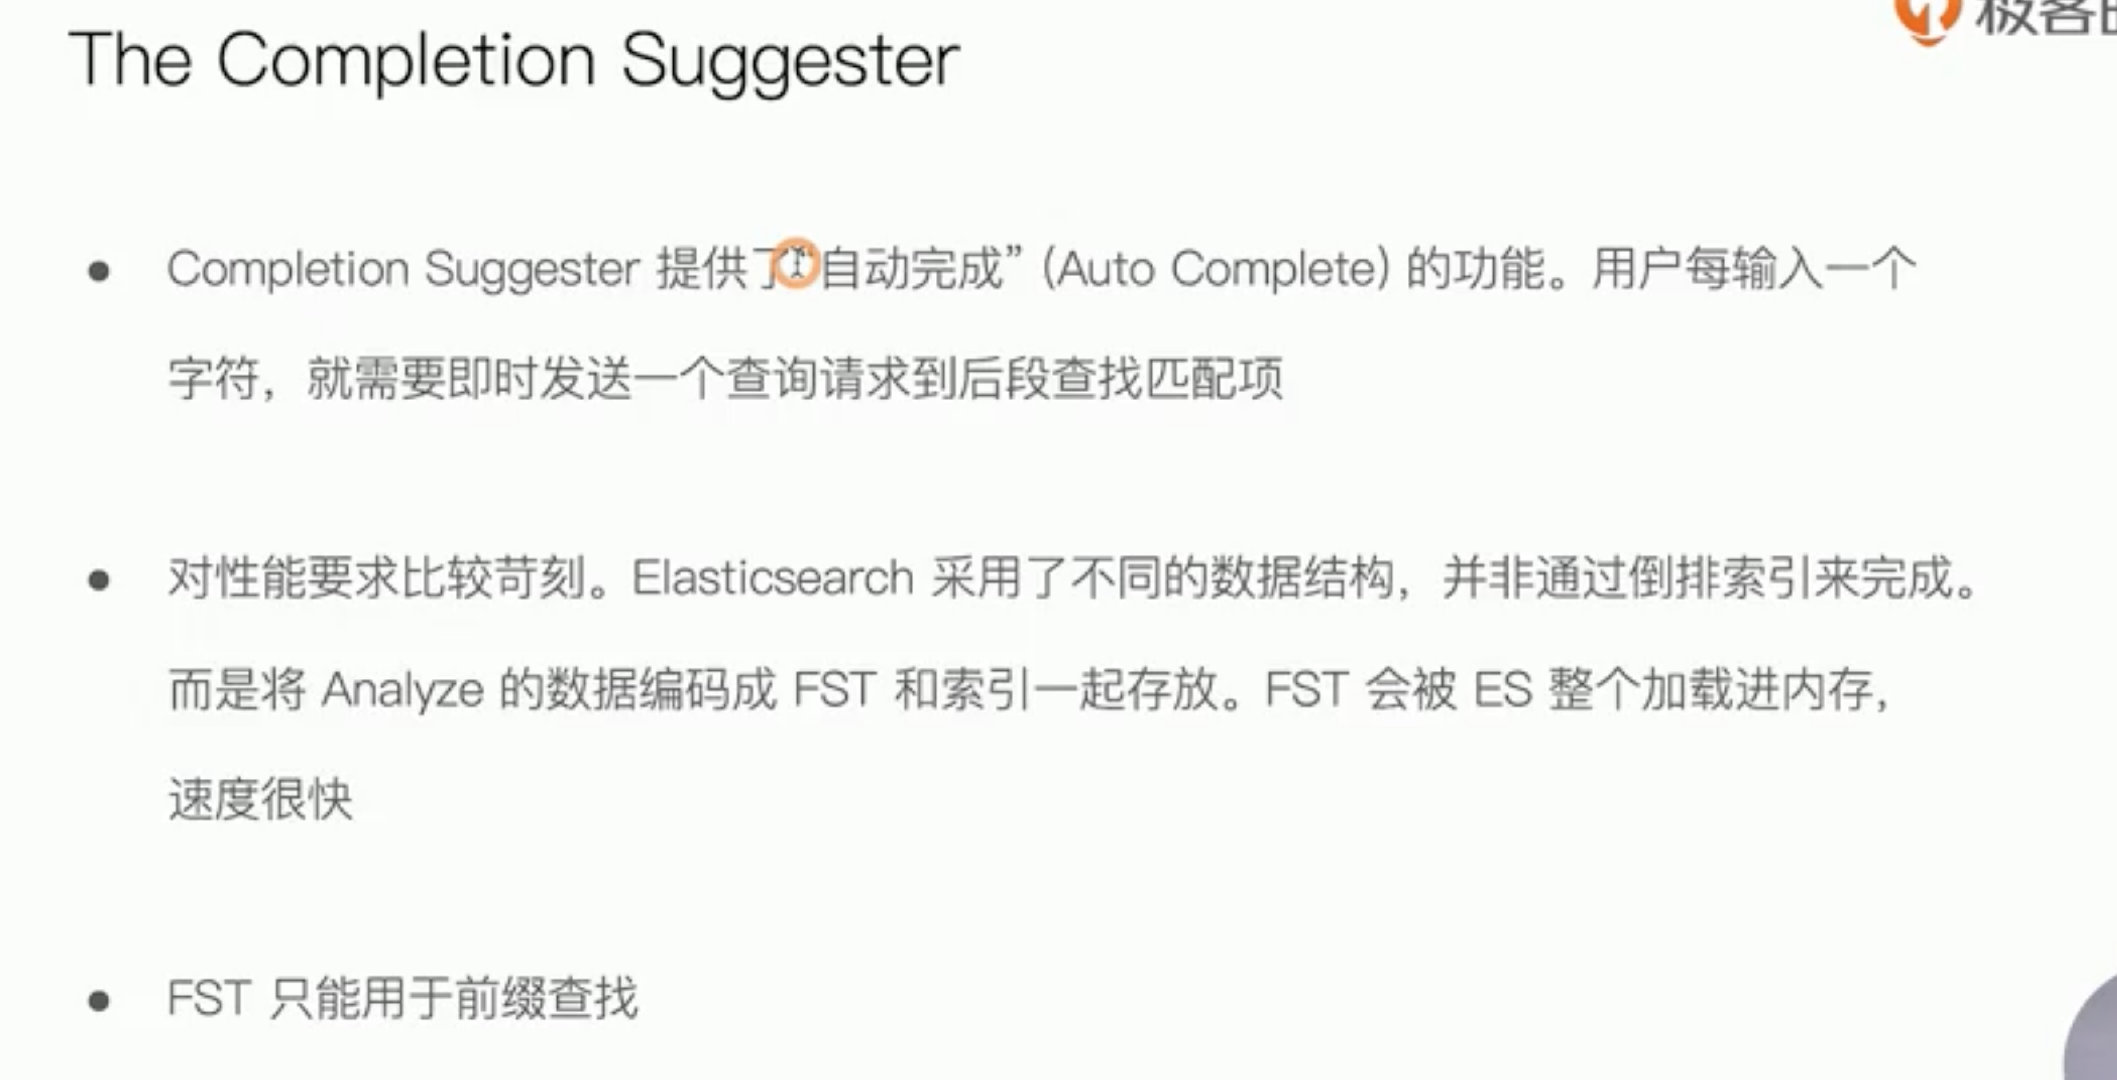 极客
The Completion Suggester
● Completion Suggester 提供了“自动完成” (Auto Complete) 的功能。用户每输入一个
字符，就需要即时发送一个查询请求到后段查找匹配项
● 对性能要求比较苛刻。Elasticsearch 采用了不同的数据结构，并非通过倒排索引来完成。
而是将 Analyze 的数据编码成 FST 和索引一起存放。FST 会被 ES 整个加载进内存，
速度很快
● FST 只能用于前缀查找